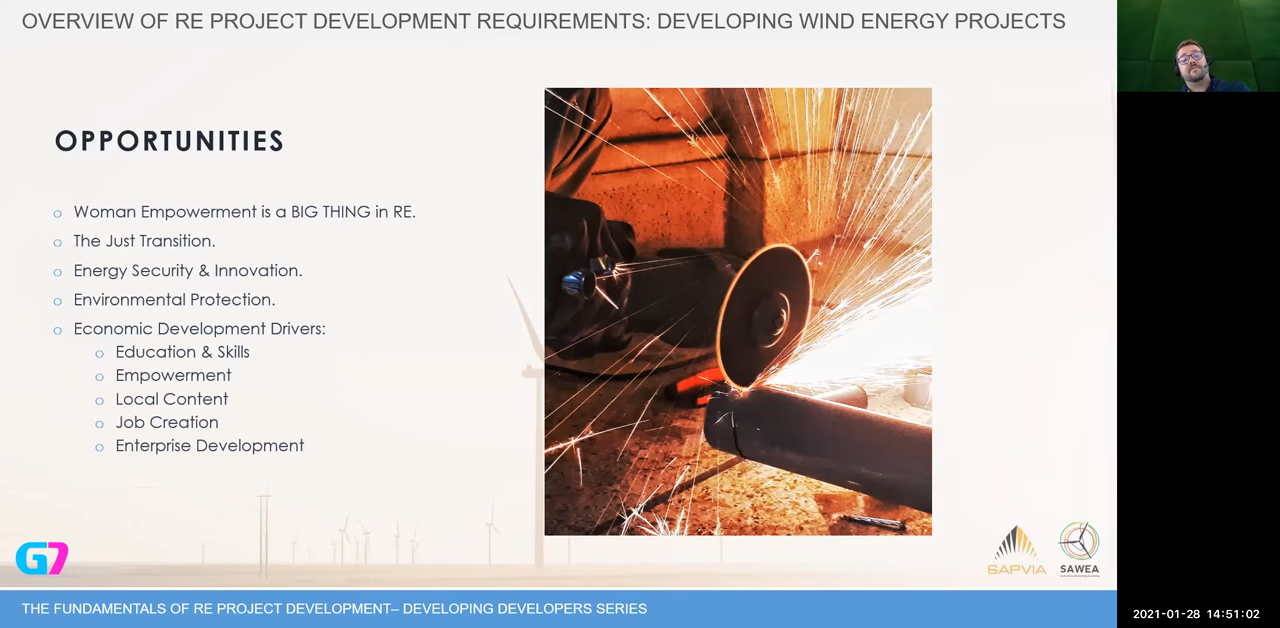 OVERVIEW OF RE PROJECT DEVELOPMENT REQUIREMENTS: DEVELOPING WIND ENERGY PROJECTS
OPPORTUNITIES
Woman Empowerment is a BIG THING in RE.
The Just Transition.
Energy Security & Innovation.
Environmental Protection.
Economic Development Drivers:
Education & Skills
Empowerment
Local Content
Job Creation
Enterprise Development
G7
SAPVIA
SAWEA
THE FUNDAMENTALS OF RE PROJECT DEVELOPMENT– DEVELOPING DEVELOPERS SERIES
2021-01-28 14:51:02